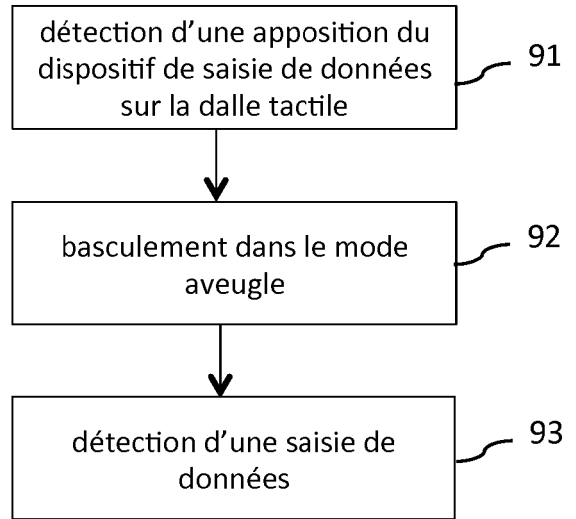 détection d’une apposition du
dispositif de saisie de données
sur la dalle tactile
91
basculement dans le mode
aveugle
92
détection d’une saisie de
données
93